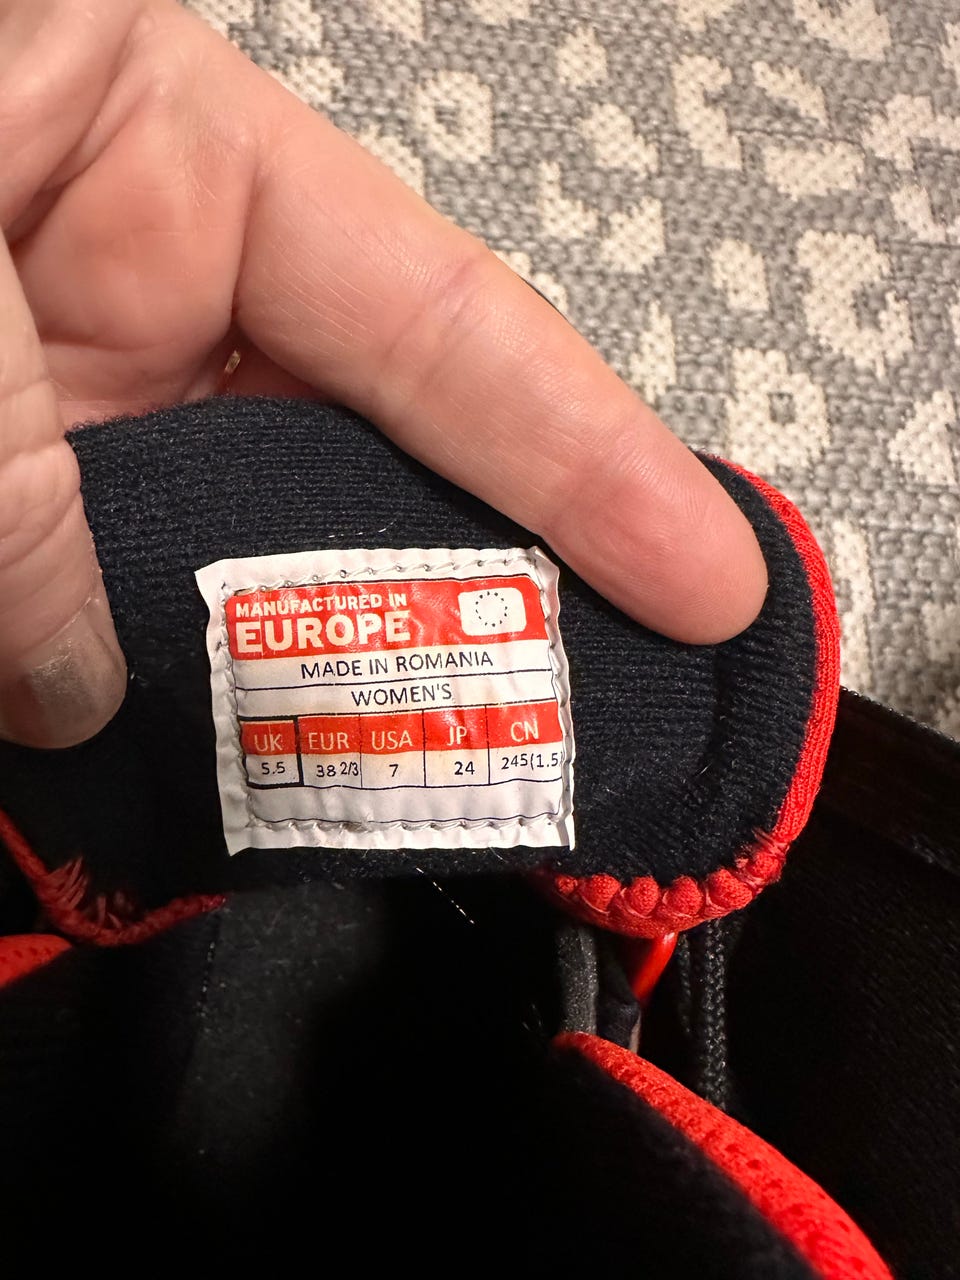 MANUFACTURED IN
EUROPE
MADE IN ROMANIA
WOMEN'S
UK EUR USA JP CN
5.5 38 2/3 7 24 245(1.5)